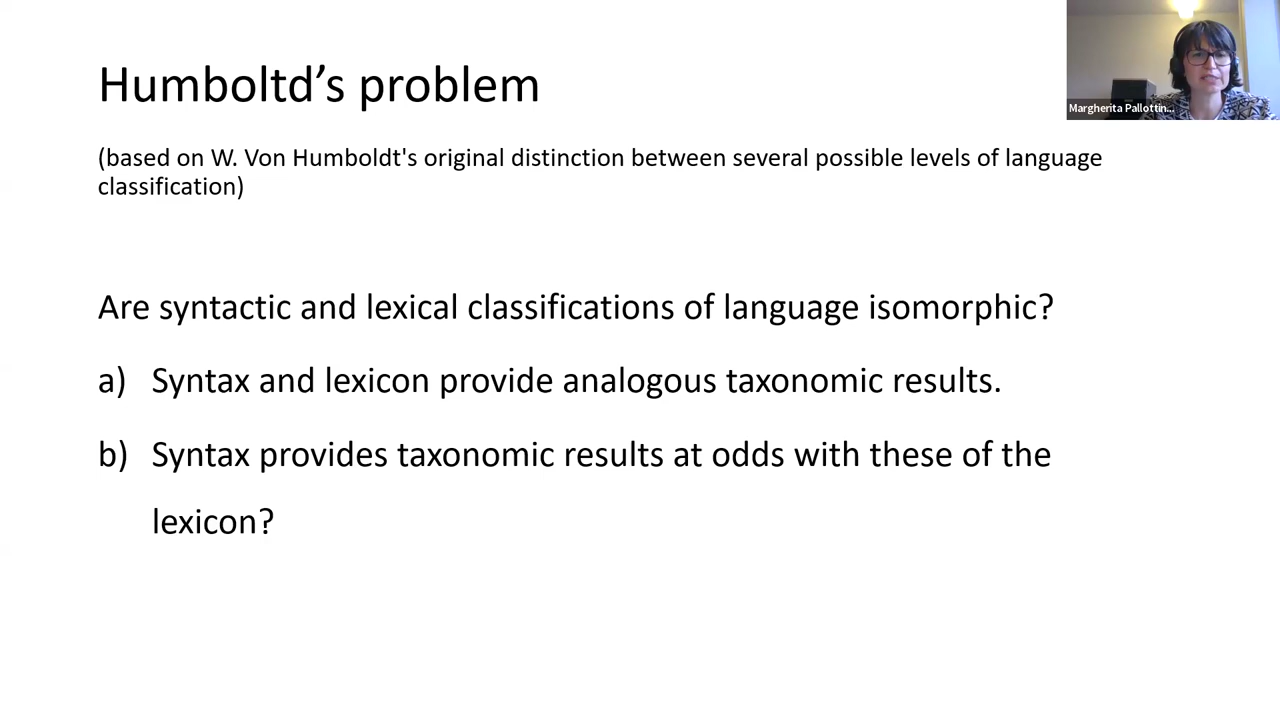 Humboltd’s problem
Margherita Pallottin...
(based on W. Von Humboldt's original distinction between several possible levels of language
classification)
Are syntactic and lexical classifications of language isomorphic?
a) Syntax and lexicon provide analogous taxonomic results.
b) Syntax provides taxonomic results at odds with these of the
lexicon?